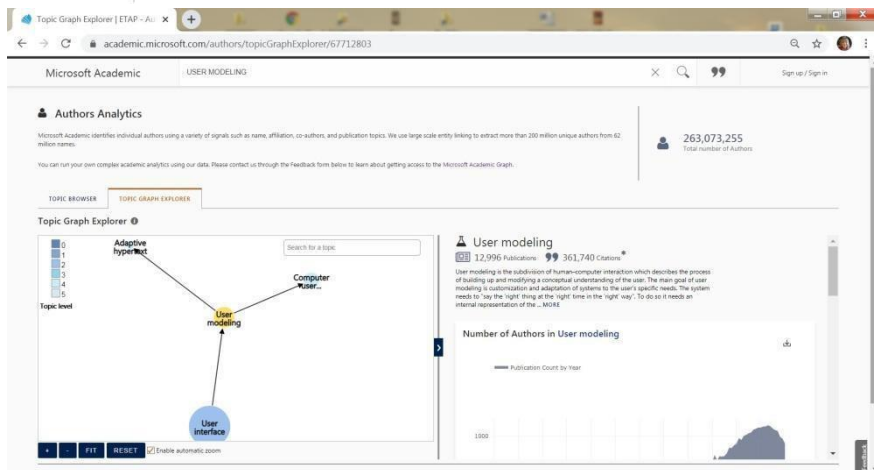 Topic Graph Explorer | ETAP - Au
academic.microsoft.com/authors/topicGraphExplorer/67712803
Microsoft Academic
USER MODELING
Sign up / Sign in
Authors Analytics
Microsoft Academic identifies individual authors using a variety of signals such as name, affiliation, co-authors, and publication topics. We use large scale entity linking to extract more than 200 million unique authors from 62
million names.
You can run your own complex academic analytics using our data. Please contact us through the Feedback form below to learn about getting access to the Microsoft Academic Graph.
263,073,255
Total number of Authors
TOPIC BROWSER
TOPIC GRAPH EXPLORER
Topic Graph Explorer
0
1
2
3
4
5
Topic level
Adaptive
hypertext
Search for a topic
Computer
user...
User
modeling
User
interface
+ - FIT RESET Enable automatic zoom
User modeling
12,996 Publications 361,740 Citations*
User modeling is the subdivision of human-computer interaction which describes the process
of building up and modifying a conceptual understanding of the user. The main goal of user
modeling is customization and adaptation of systems to the user's specific needs. The system
needs to "say the 'right' thing at the 'right' time in the 'right' way". To do so it needs an
internal representation of the ... MORE
Number of Authors in User modeling
Publication Count by Year
1000
Feedback